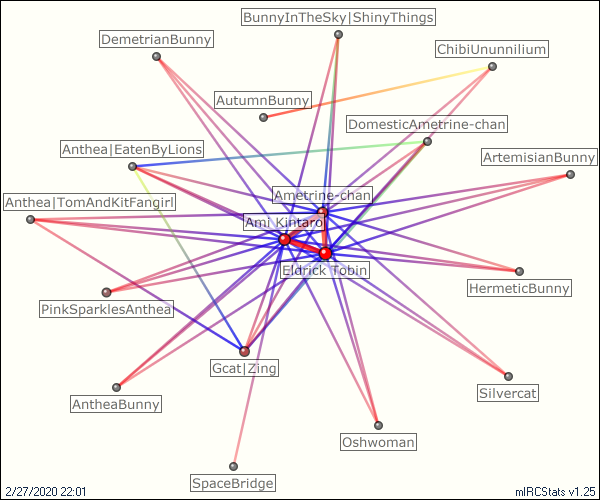 BunnyInTheSky|ShinyThings
DemetrianBunny
ChibiUnunnilium
AutumnBunny
DomesticAmetrine-chan
Anthea|EatenByLions
ArtemisianBunny
Ametrine-chan
Anthea|TomAndKitFangirl
Ami Kintaro
Eldrick Tobin
HermeticBunny
PinkSparklesAnthea
Gcat|Zing
Silvercat
AntheaBunny
Oshwoman
SpaceBridge
2/27/2020 22:01
mIRCStats v1.25